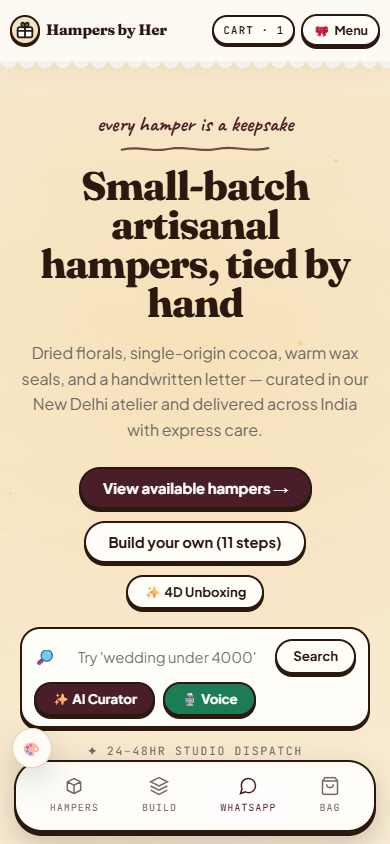 Hampers by Her
CART · 1
Menu
every hamper is a keepsake
Small-batch
artisanal
hampers, tied by
hand
Dried florals, single-origin cocoa, warm wax
seals, and a handwritten letter — curated in our
New Delhi atelier and delivered across India
with express care.
View available hampers →
Build your own (11 steps)
✨ 4D Unboxing
Try 'wedding under 4000'
Search
✨ AI Curator
Voice
✦ 24–48HR STUDIO DISPATCH
HAMPERS
BUILD
WHATSAPP
BAG